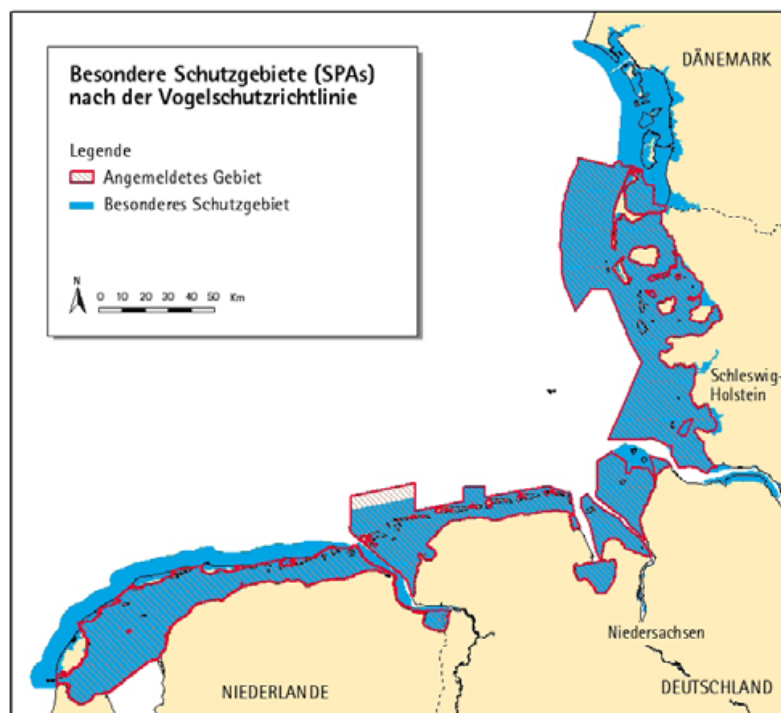 Besondere Schutzgebiete (SPAs)
nach der Vogelschutzrichtlinie
Legende
Angemeldetes Gebiet
Besonderes Schutzgebiet
N
0 10 20 30 40 50 Km
DÄNEMARK
Schleswig-
Holstein
Niedersachsen
DEUTSCHLAND
NIEDERLANDE